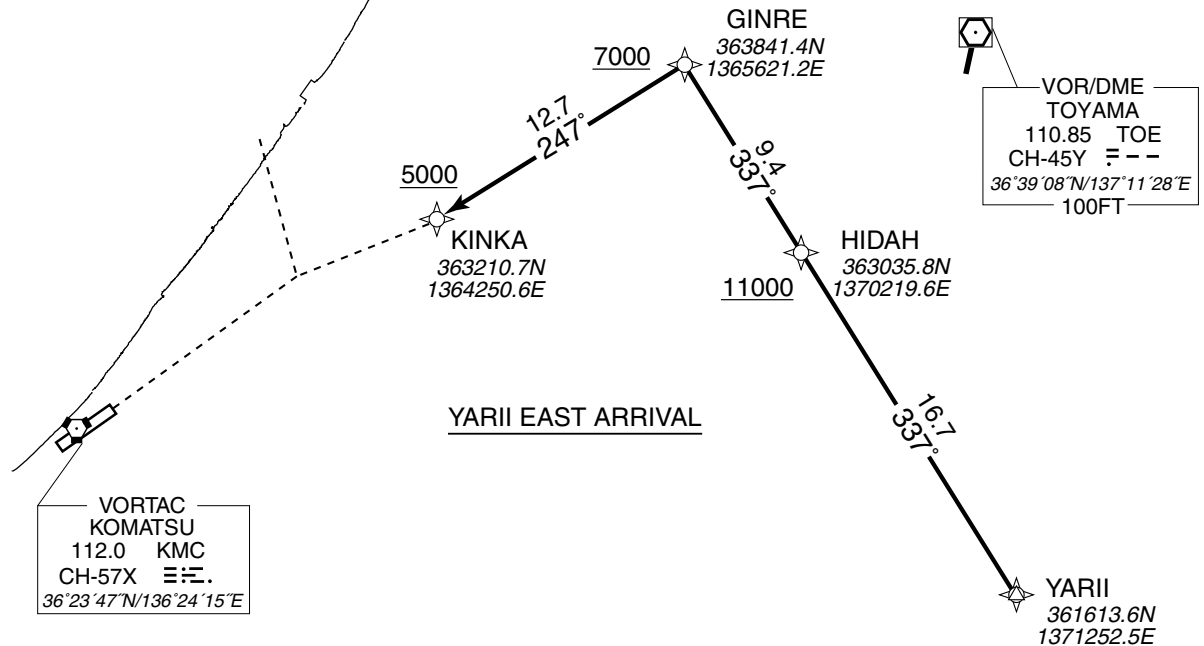 GINRE
363841.4N
1365621.2E
7000
12.7
247°
9.4
337°
VOR/DME
TOYAMA
110.85 TOE
CH-45Y
36°39´08˝N/137°11´28˝E
100FT
5000
KINKA
363210.7N
1364250.6E
HIDAH
363035.8N
1370219.6E
11000
YARII EAST ARRIVAL
16.7
337°
VORTAC
KOMATSU
112.0 KMC
CH-57X
36°23´47˝N/136°24´15˝E
YARII
361613.6N
1371252.5E